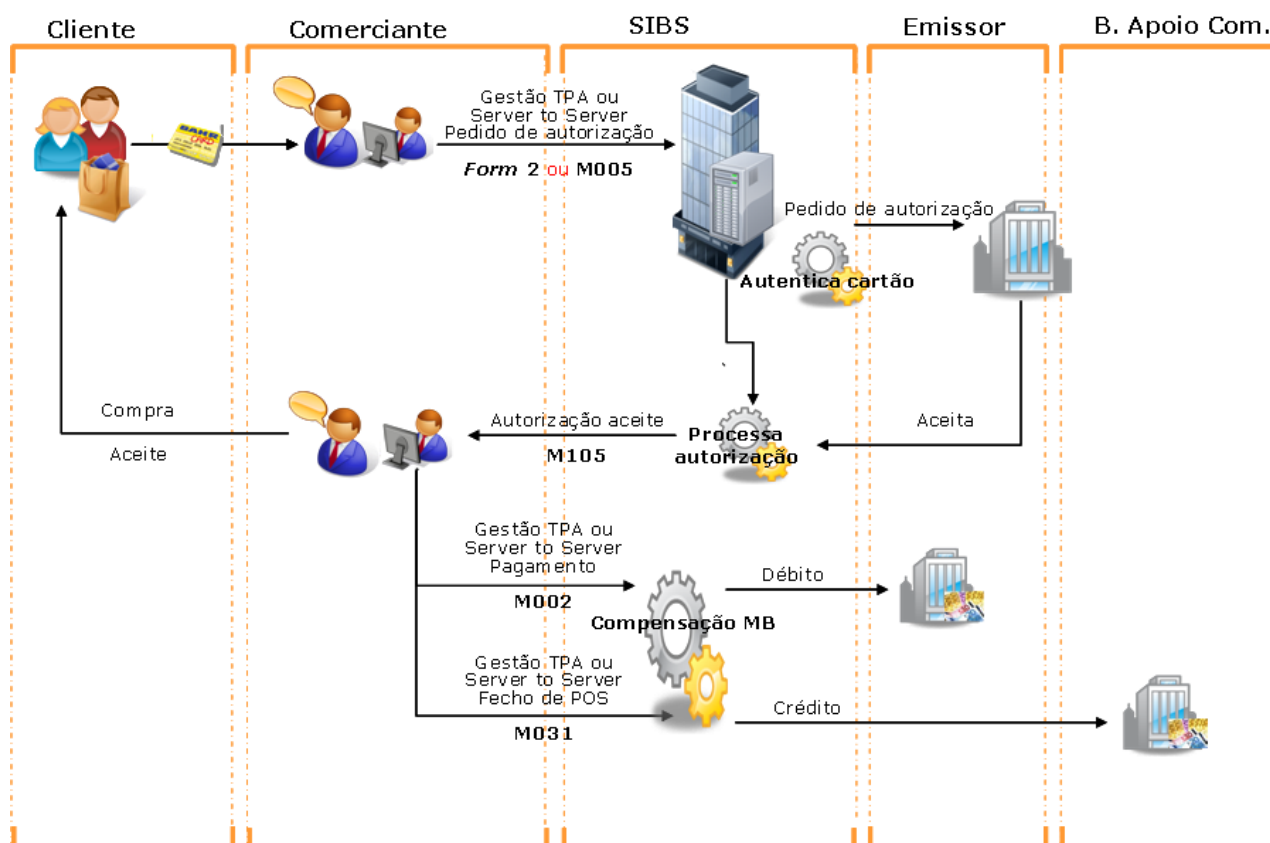 Cliente
Comerciante
SIBS
Emissor
B. Apoio Com.
Gestão TPA ou
Server to Server
Pedido de autorização
Form 2 ou M005
BANK
CARD
Pedido de autorização
Autentica cartão
Compra
Aceite
Autorização aceite
M105
Processa
autorização
Aceita
Gestão TPA ou
Server to Server
Pagamento
M002
Débito
Compensação MB
Gestão TPA ou
Server to Server
Fecho de POS
M031
Crédito